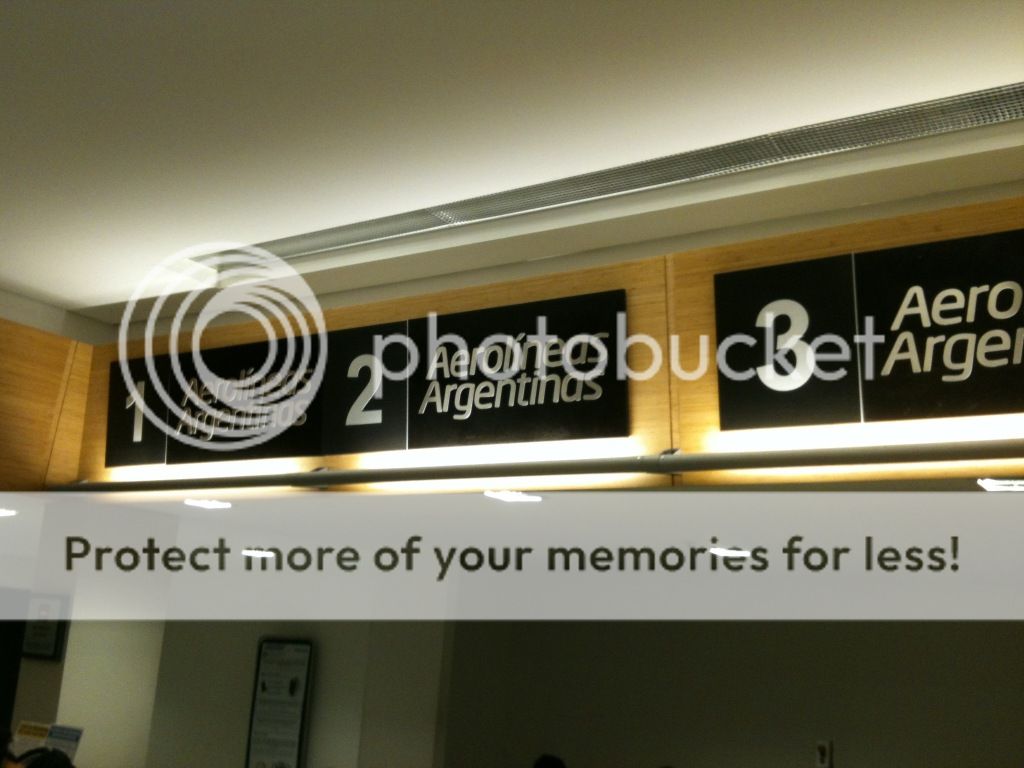 1 Aerolíneas
Argentinas
2 Aerolíneas
Argentinas
3 Aero
Argen
photobucket
Protect more of your memories for less!